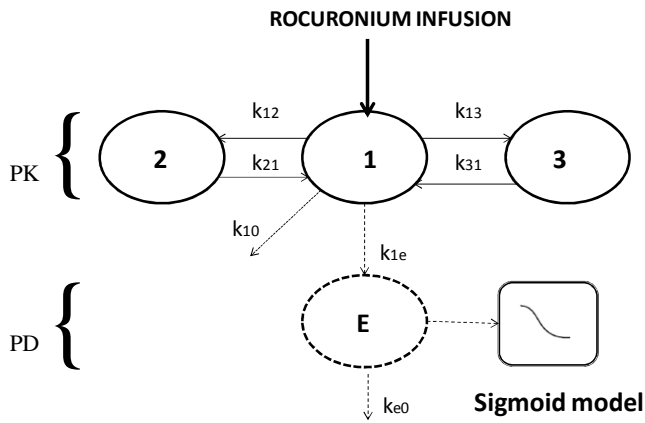 ROCURONIUM INFUSION
k12
k13
PK
{
2
1
3
k21
k31
k10
k1e
PD
{
E
ke0
Sigmoid model